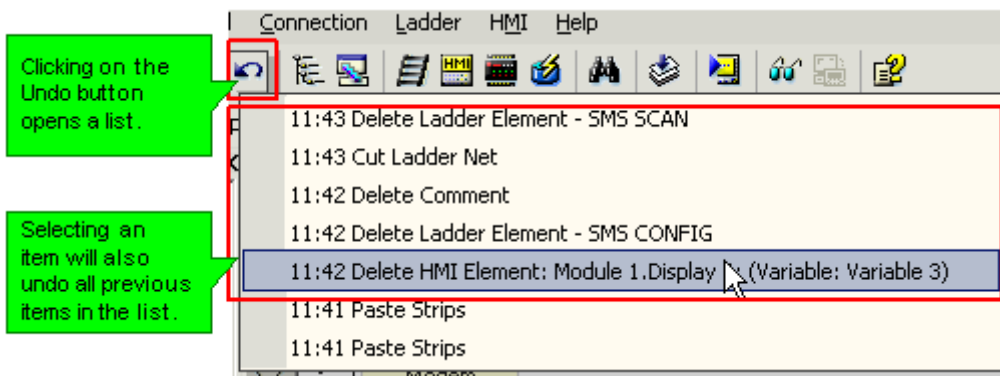 Connection Ladder HMI Help
HMI
Clicking on the
Undo button
opens a list.
11:43 Delete Ladder Element - SMS SCAN
11:43 Cut Ladder Net
11:42 Delete Comment
11:42 Delete Ladder Element - SMS CONFIG
Selecting an
item will also
undo all previous
items in the list.
11:42 Delete HMI Element: Module 1.Display (Variable: Variable 3)
11:41 Paste Strips
11:41 Paste Strips
Modem